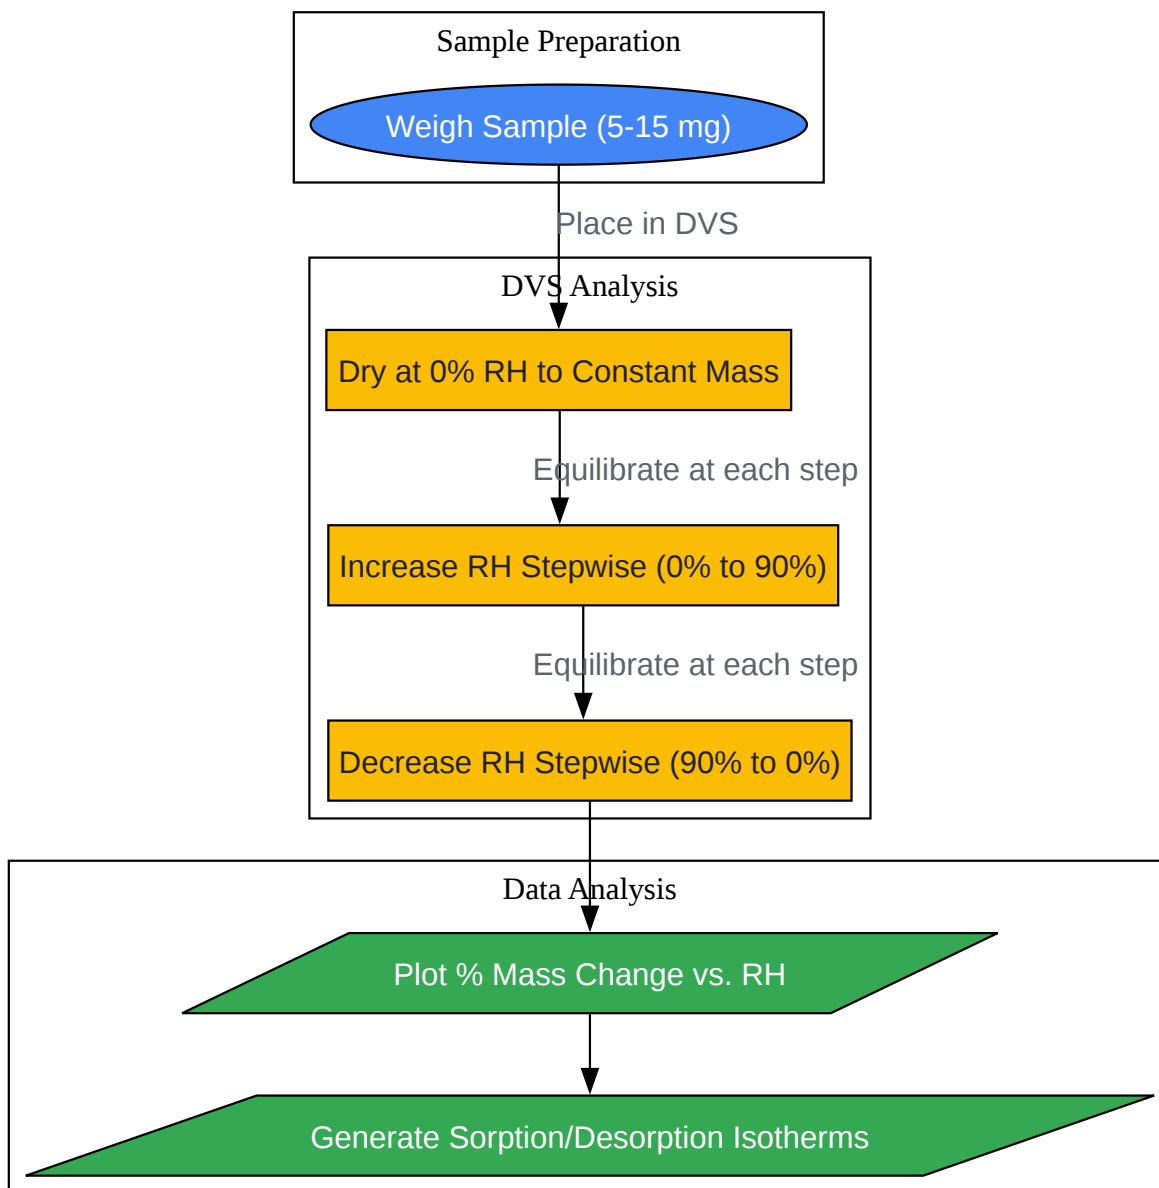 Sample Preparation
Weigh Sample (5-15 mg)
Place in DVS
DVS Analysis
Dry at 0% RH to Constant Mass
Equilibrate at each step
Increase RH Stepwise (0% to 90%)
Equilibrate at each step
Decrease RH Stepwise (90% to 0%)
Data Analysis
Plot % Mass Change vs. RH
Generate Sorption/Desorption Isotherms